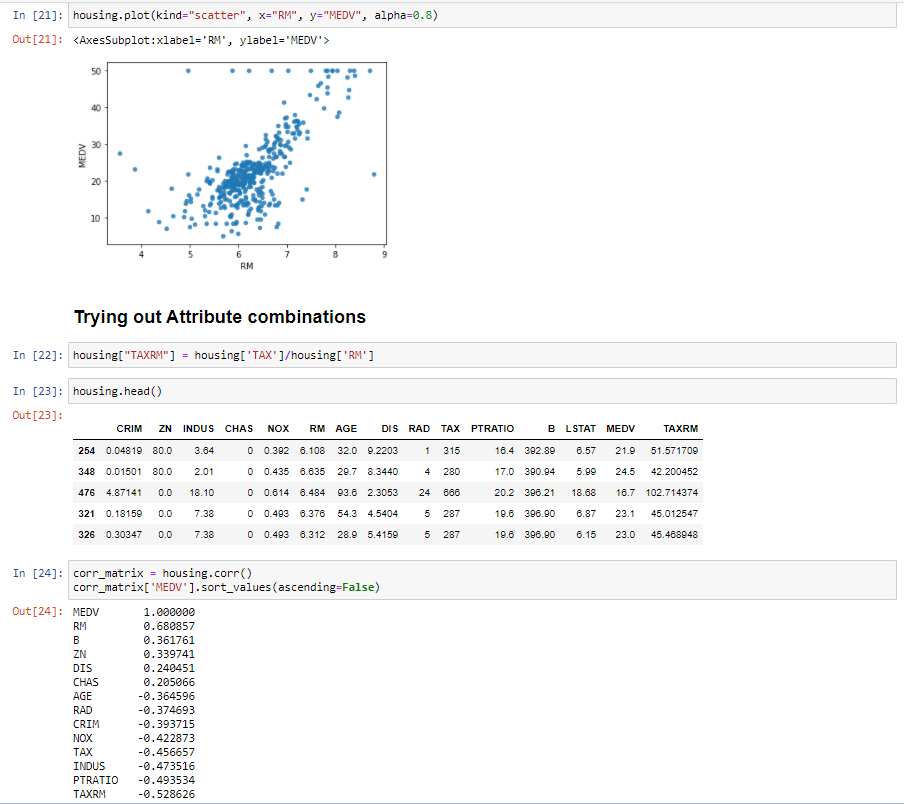 In [21]: housing.plot(kind="scatter", x="RM", y="MEDV", alpha=0.8)
Out[21]: <AxesSubplot:xlabel='RM', ylabel='MEDV'>
50
40
30
20
10
MEDV
4 5 6 7 8 9
RM
Trying out Attribute combinations
In [22]: housing["TAXRM"] = housing['TAX']/housing['RM']
In [23]: housing.head()
Out[23]:
CRIM ZN INDUS CHAS NOX RM AGE DIS RAD TAX PTRATIO B LSTAT MEDV TAXRM
254 0.04819 80.0 3.64 0 0.392 6.108 32.0 9.2203 1 315 16.4 392.89 6.57 21.9 51.571709
348 0.01501 80.0 2.01 0 0.435 6.635 29.7 8.3440 4 280 17.0 390.94 5.99 24.5 42.200452
476 4.87141 0.0 18.10 0 0.614 6.484 93.6 2.3053 24 666 20.2 396.21 18.68 16.7 102.714374
321 0.18159 0.0 7.38 0 0.493 6.376 54.3 4.5404 5 287 19.6 396.90 6.87 23.1 45.012547
326 0.30347 0.0 7.38 0 0.493 6.312 28.9 5.4159 5 287 19.6 396.90 6.15 23.0 45.468948
In [24]: corr_matrix = housing.corr()
corr_matrix['MEDV'].sort_values(ascending=False)
Out[24]: MEDV 1.000000
RM 0.680857
B 0.361761
ZN 0.339741
DIS 0.240451
CHAS 0.205066
AGE -0.364596
RAD -0.374693
CRIM -0.393715
NOX -0.422873
TAX -0.456657
INDUS -0.473516
PTRATIO -0.493534
TAXRM -0.528626